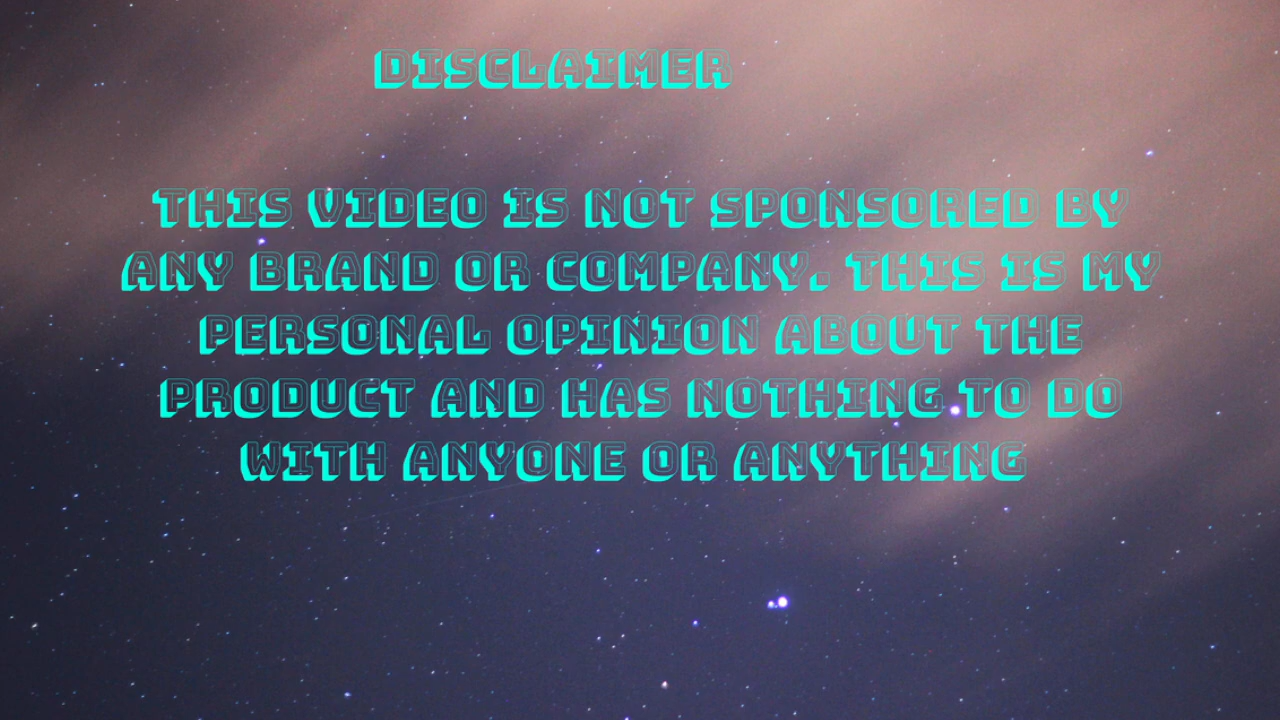 DISCLAIMER
THIS VIDEO IS NOT SPONSORED BY
ANY BRAND OR COMPANY. THIS IS MY
PERSONAL OPINION ABOUT THE
PRODUCT AND HAS NOTHING TO DO
WITH ANYONE OR ANYTHING